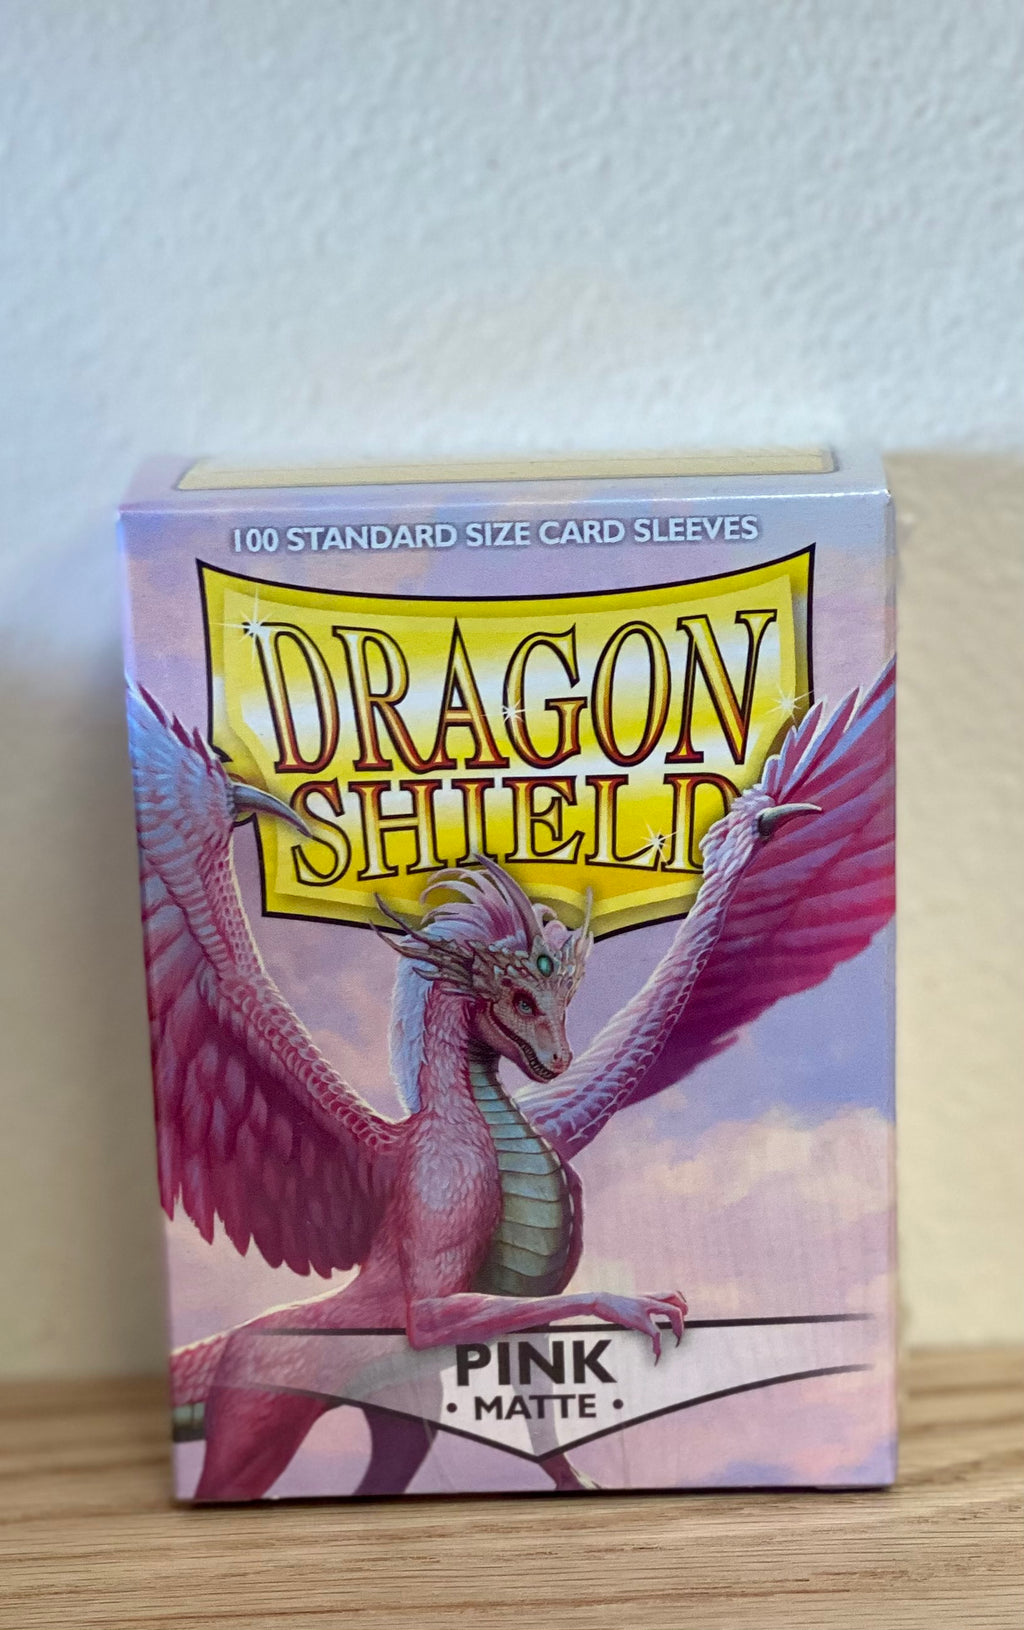 100 STANDARD SIZE CARD SLEEVES
DRAGON
SHIELD
PINK
• MATTE •